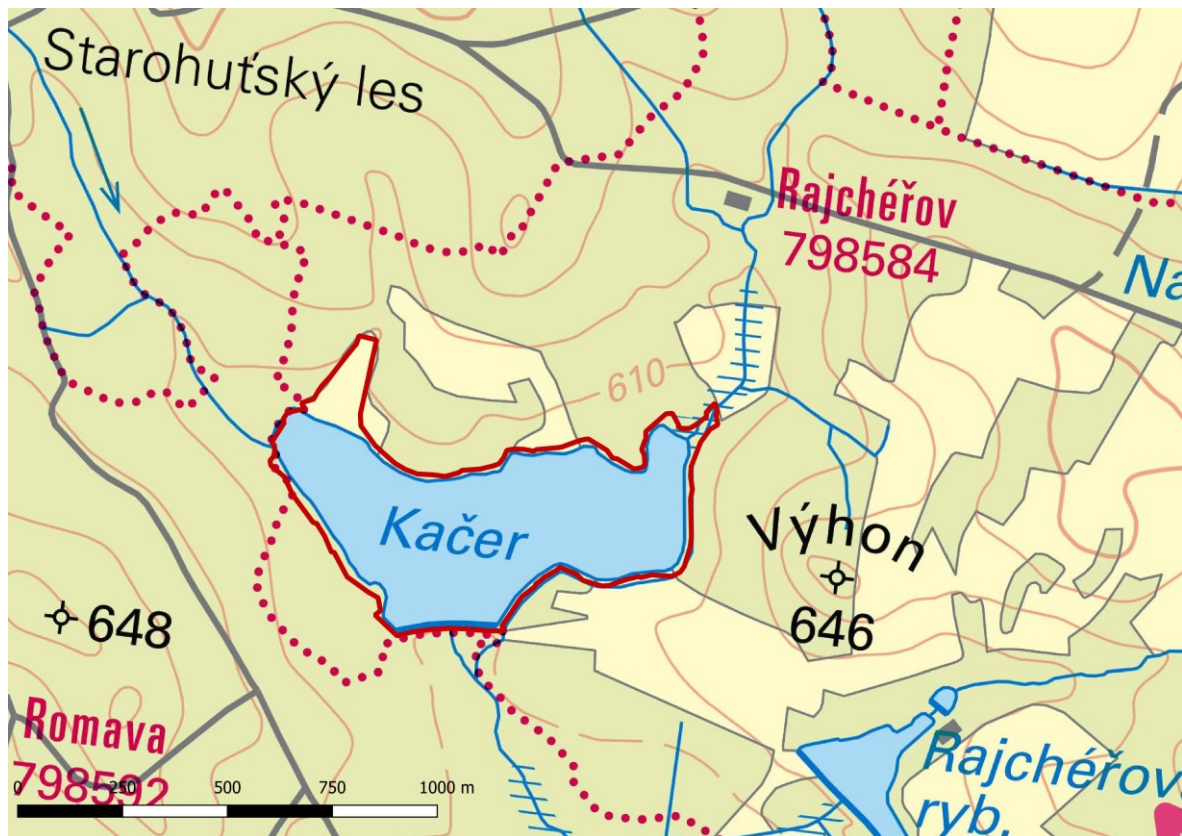 Starohuťský les
Rajchéřov
798584
Na
610
Kačer
Výhon
646
648
Romava
798592
Rajchéřov
ryb.
0 250 500 750 1000 m